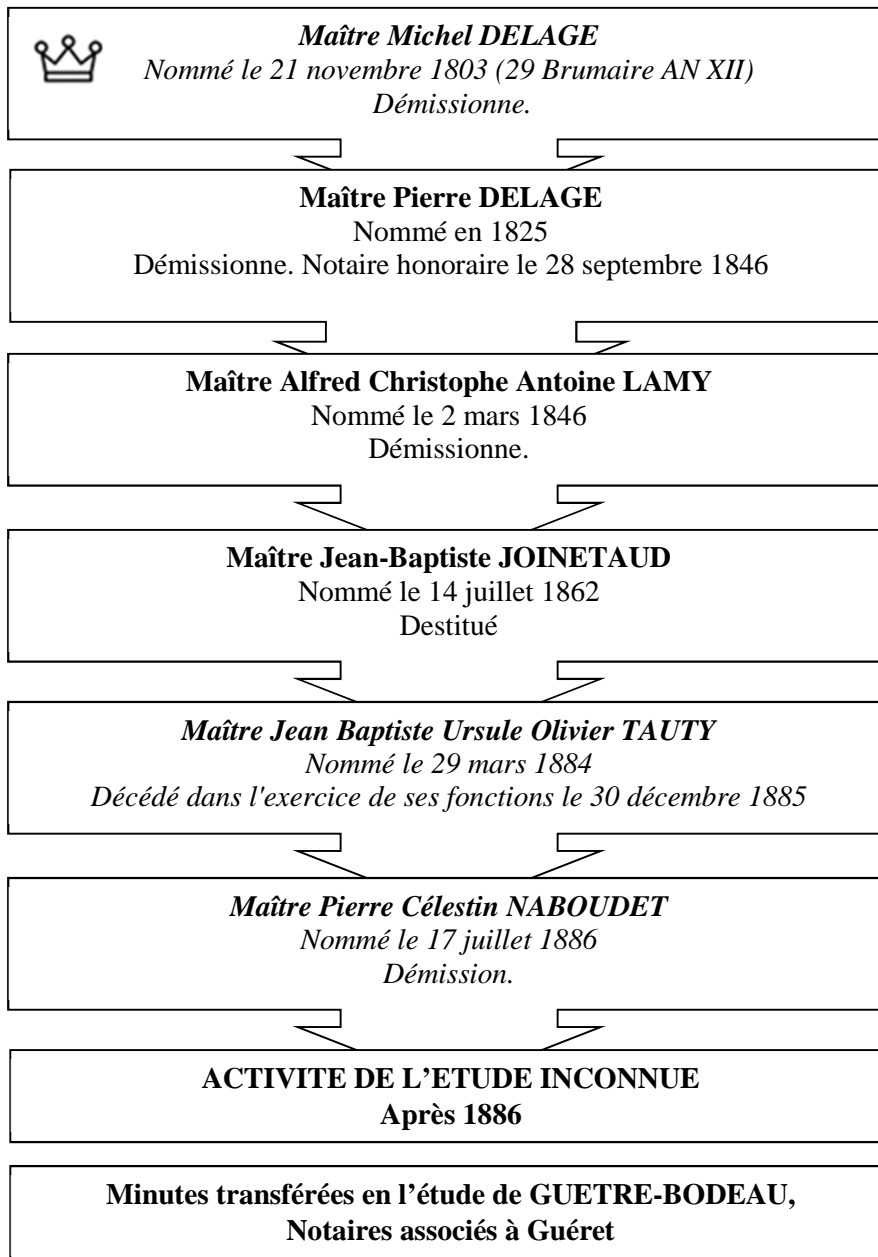 Maître Michel DELAGE
Nommé le 21 novembre 1803 (29 Brumaire AN XII)
Démissionne.
Maître Pierre DELAGE
Nommé en 1825
Démissionne. Notaire honoraire le 28 septembre 1846
Maître Alfred Christophe Antoine LAMY
Nommé le 2 mars 1846
Démissionne.
Maître Jean-Baptiste JOINETAUD
Nommé le 14 juillet 1862
Destitué
Maître Jean Baptiste Ursule Olivier TAUTY
Nommé le 29 mars 1884
Décédé dans l'exercice de ses fonctions le 30 décembre 1885
Maître Pierre Célestin NABOUDET
Nommé le 17 juillet 1886
Démission.
ACTIVITE DE L’ETUDE INCONNUE
Après 1886
Minutes transférées en l’étude de GUETRE-BODEAU,
Notaires associés à Guéret